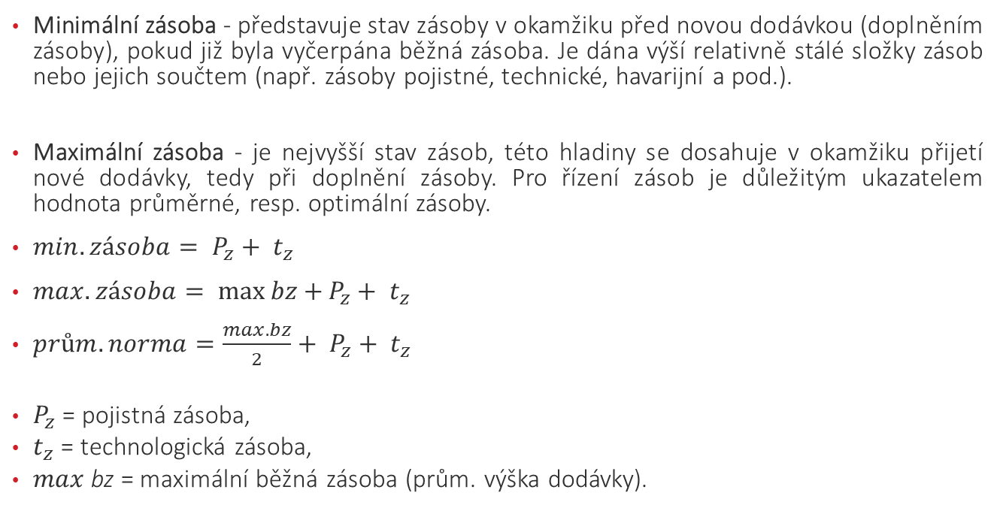 • Minimální zásoba - představuje stav zásoby v okamžiku před novou dodávkou (doplněním
zásoby), pokud již byla vyčerpána běžná zásoba. Je dána výší relativně stálé složky zásob
nebo jejich součtem (např. zásoby pojistné, technické, havarijní a pod.).
• Maximální zásoba - je nejvyšší stav zásob, této hladiny se dosahuje v okamžiku přijetí
nové dodávky, tedy při doplnění zásoby. Pro řízení zásob je důležitým ukazatelem
hodnota průměrné, resp. optimální zásoby.
• min. zásoba = P_z + t_z
• max. zásoba = max bz + P_z + t_z
• prům. norma = \frac{max.bz}{2} + P_z + t_z
• P_z = pojistná zásoba,
• t_z = technologická zásoba,
• max bz = maximální běžná zásoba (prům. výška dodávky).